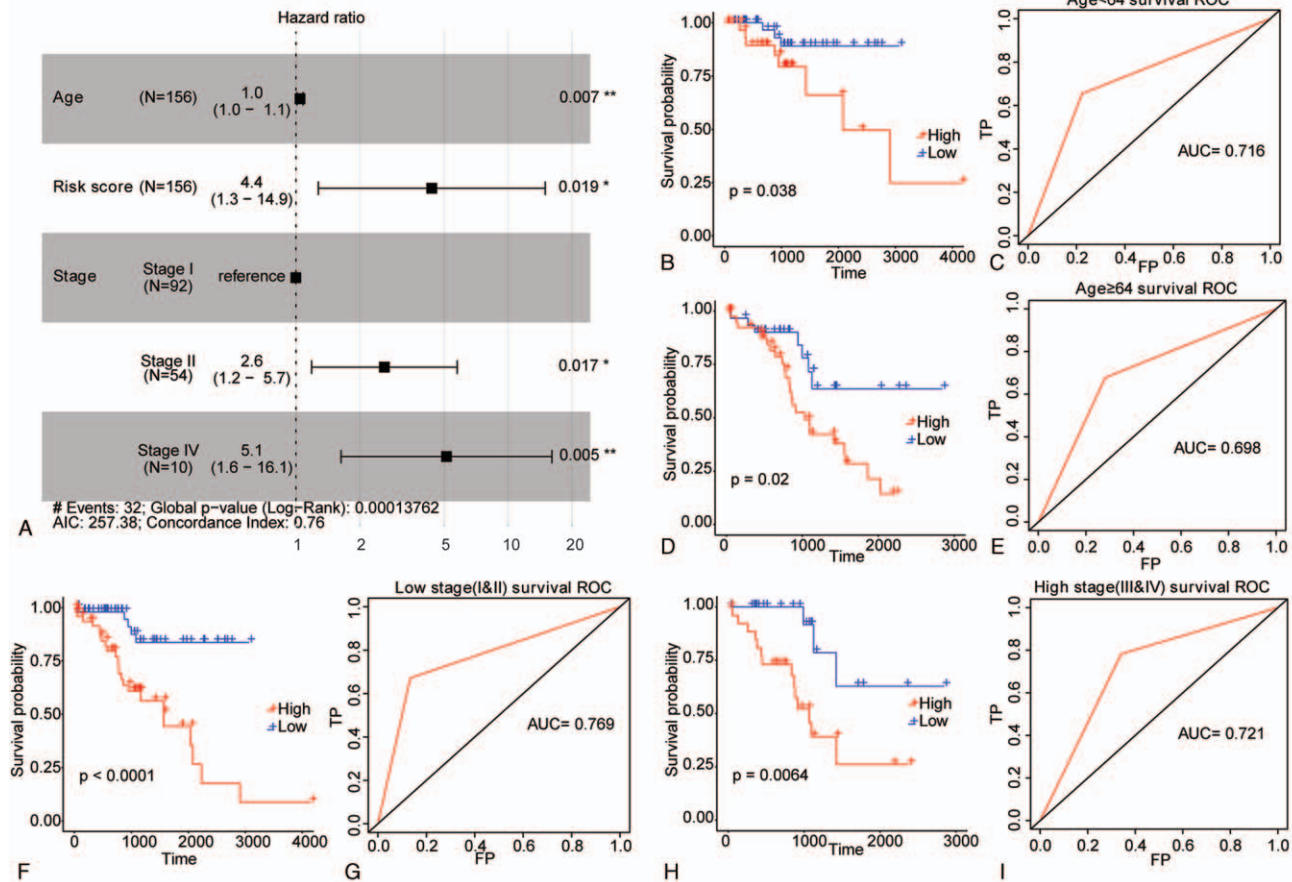 Hazard ratio
Age (N=156) 1.0 0.007 **
(1.0 − 1.1)
Risk score (N=156) 4.4 0.019 *
(1.3 − 14.9)
Stage Stage I reference
(N=92)
Stage II 2.6 0.017 *
(N=54) (1.2 − 5.7)
Stage IV 5.1 0.005 **
(N=10) (1.6 − 16.1)
# Events: 32; Global p−value (Log−Rank): 0.00013762
AIC: 257.38; Concordance Index: 0.76
1 2 5 10 20
A
Survival probability
1.00
0.75
0.50
0.25
0.00
High
Low
p = 0.038
0 1000 2000 3000 4000
Time
B
Age<64 survival ROC
TP
1.0
0.8
0.6
0.4
0.2
0.0
AUC= 0.716
0.0 0.2 0.4 0.6 0.8 1.0
FP
C
Survival probability
1.00
0.75
0.50
0.25
0.00
High
Low
p = 0.02
0 1000 2000 3000
Time
D
Age≥64 survival ROC
TP
1.0
0.8
0.6
0.4
0.2
0.0
AUC= 0.698
0.0 0.2 0.4 0.6 0.8 1.0
FP
E
Survival probability
1.00
0.75
0.50
0.25
0.00
High
Low
p < 0.0001
0 1000 2000 3000 4000
Time
F
Low stage(I&II) survival ROC
TP
1.0
0.8
0.6
0.4
0.2
0.0
AUC= 0.769
0.0 0.2 0.4 0.6 0.8 1.0
FP
G
Survival probability
1.00
0.75
0.50
0.25
0.00
High
Low
p = 0.0064
0 1000 2000 3000
Time
H
High stage(III&IV) survival ROC
TP
1.0
0.8
0.6
0.4
0.2
0.0
AUC= 0.721
0.0 0.2 0.4 0.6 0.8 1.0
FP
I